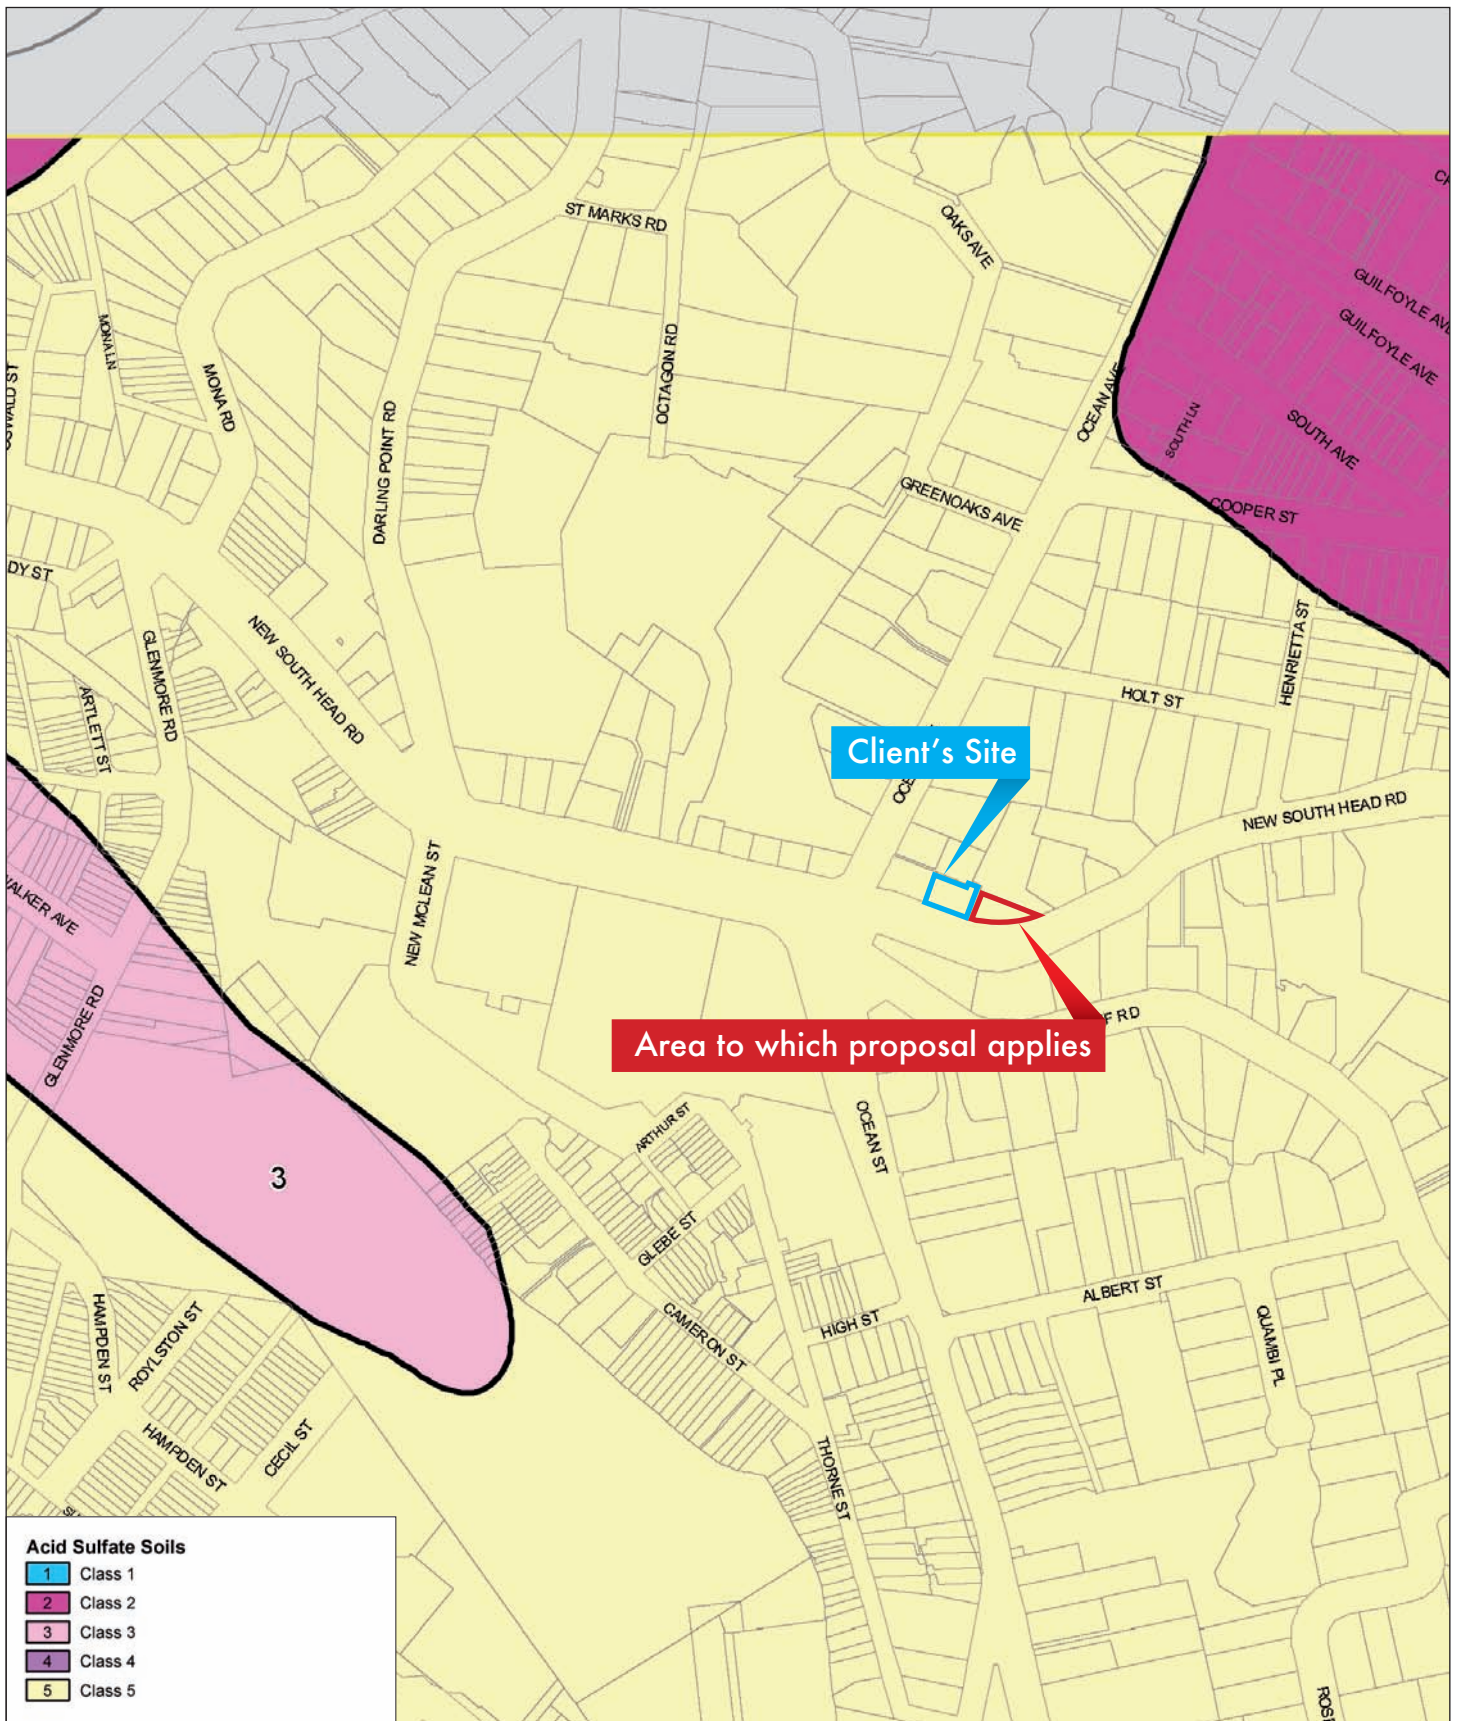 CH
ST MARKS RD
OAKS AVE
GUILFOYLE AVE
GUILFOYLE AVE
MONA LN
MONA RD
OCTAGON RD
OCEAN AVE
SOUTH LN
SOUTH AVE
DARLING POINT RD
GREENOAKS AVE
COOPER ST
DY ST
NEW SOUTH HEAD RD
GLENMORE RD
ARTLETT ST
HENRIETTA ST
HOLT ST
Client's Site
OCE
NEW SOUTH HEAD RD
NEW MCLEAN ST
WALKER AVE
GLENMORE RD
F RD
Area to which proposal applies
ARTHUR ST
OCEAN ST
3
GLEBE ST
ALBERT ST
HAMPDEN ST
ROYLSTON ST
CAMERON ST
HIGH ST
QUAMBI PL
HAMPDEN ST
CECIL ST
THORNE ST
Acid Sulfate Soils
1 Class 1
2 Class 2
3 Class 3
4 Class 4
5 Class 5
ROSE